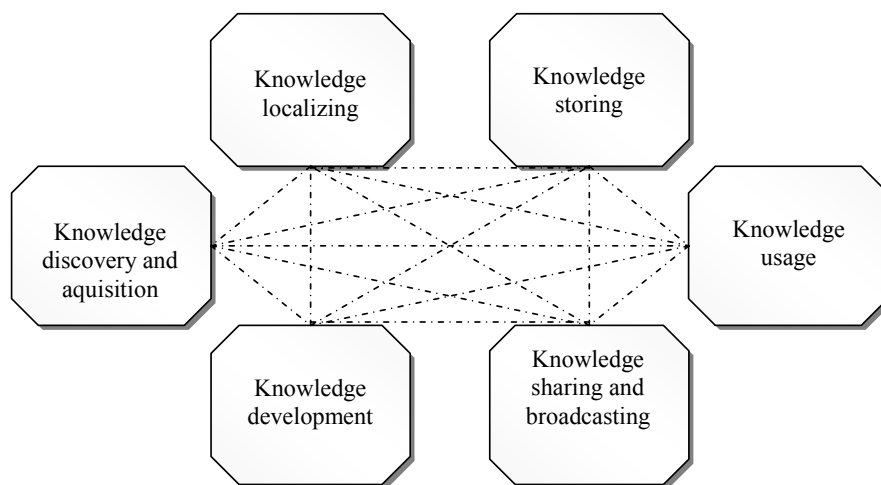 Knowledge
localizing
Knowledge
storing
Knowledge
discovery and
aquisition
Knowledge
usage
Knowledge
development
Knowledge
sharing and
broadcasting